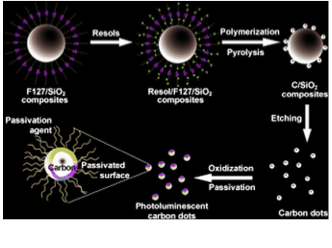 Resols
Polymerization
Pyrolysis
F127/SiO2
composites
Resol/F127/SiO2
composites
C/SiO2
composites
Etching
Passivation
agent
Carbon
Passivated
surface
Oxidization
Passivation
Photoluminescent
carbon dots
Carbon dots